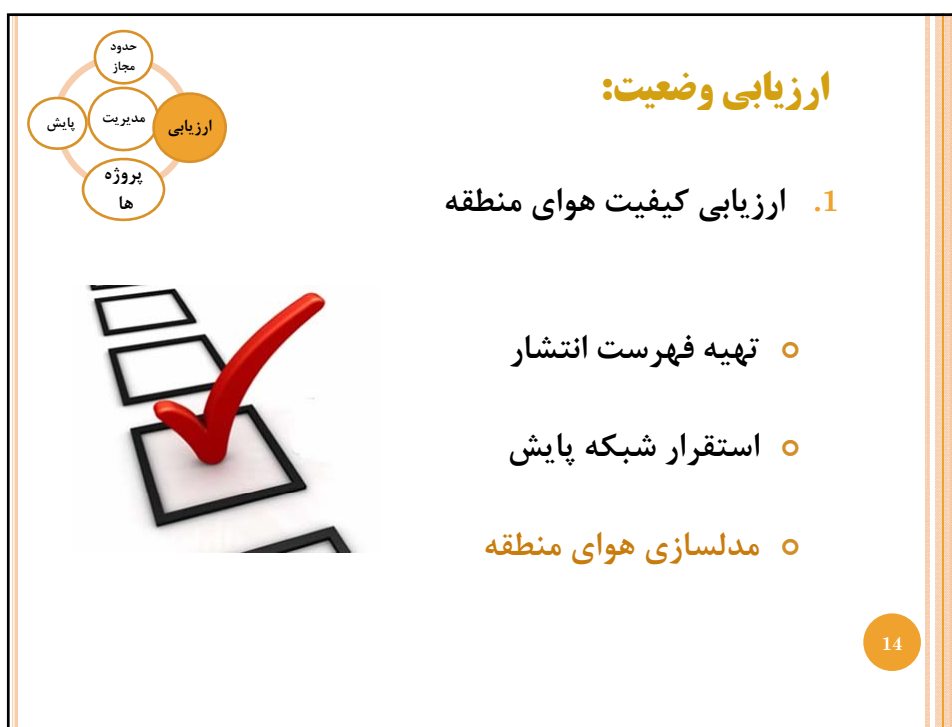 ارزیابی وضعیت:
حدود
مجاز
پایش
مدیریت
ارزیابی
پروژه
ها
1. ارزیابی کیفیت هوای منطقه
تهیه فهرست انتشار
استقرار شبکه پایش
مدلسازی هوای منطقه
14